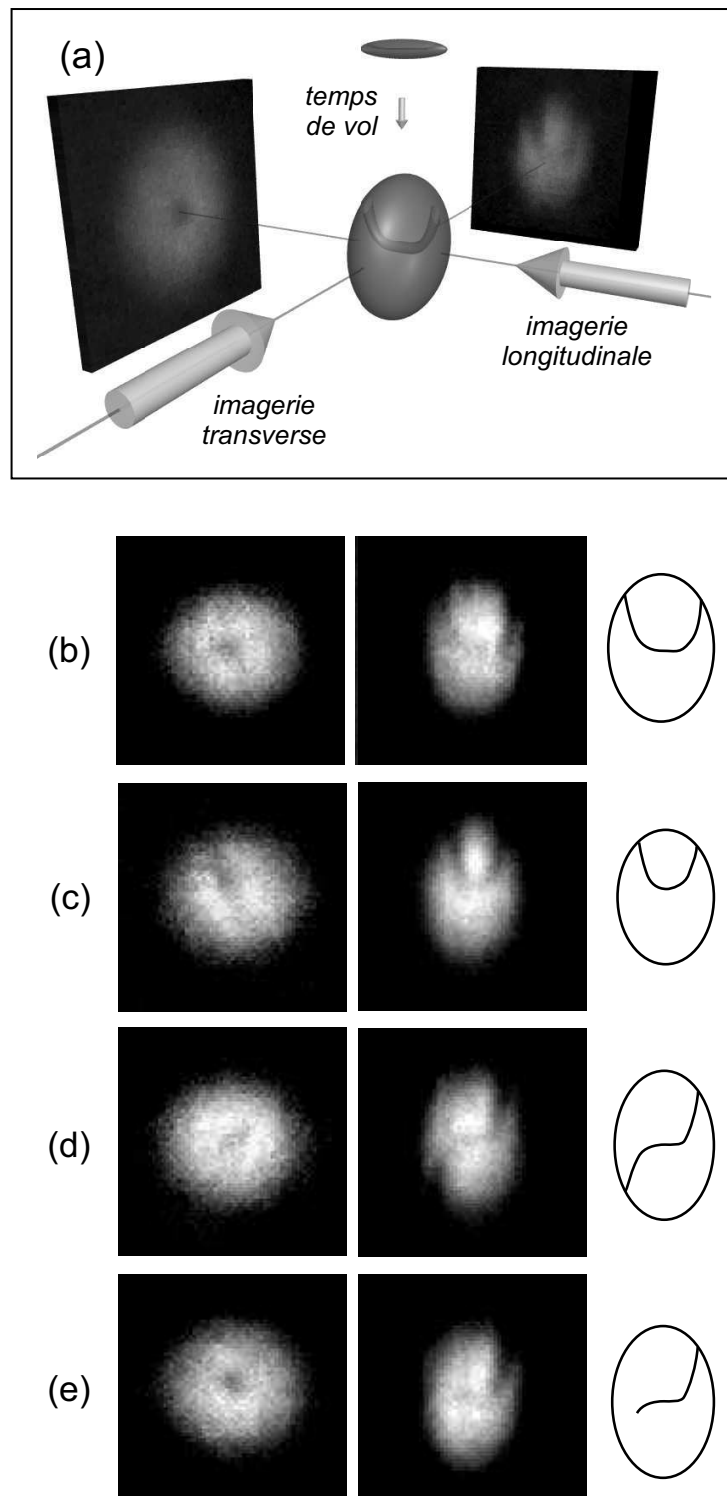 (a)
temps
de vol
imagerie
longitudinale
imagerie
transverse
(b)
(c)
(d)
(e)